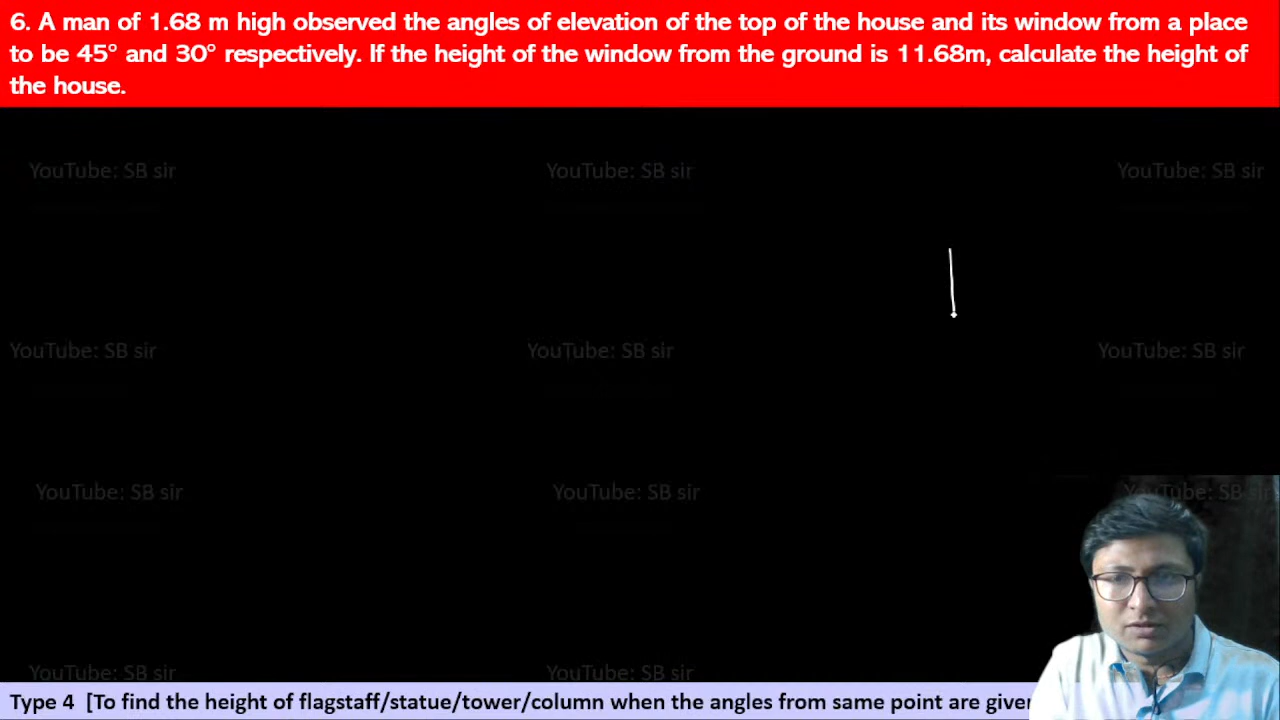 6. A man of 1.68 m high observed the angles of elevation of the top of the house and its window from a place
to be 45° and 30° respectively. If the height of the window from the ground is 11.68m, calculate the height of
the house.
YouTube: SB sir
YouTube: SB sir
YouTube: SB sir
YouTube: SB sir
YouTube: SB sir
YouTube: SB sir
YouTube: SB sir
YouTube: SB sir
YouTube: SB sir
YouTube: SB sir
YouTube: SB sir
Type 4 [To find the height of flagstaff/statue/tower/column when the angles from same point are given